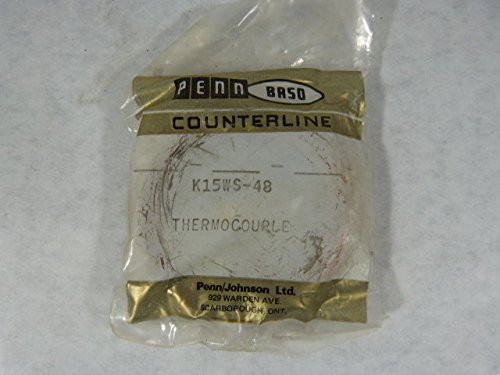 PENN BASO
COUNTERLINE
K15WS-48
THERMOCOUPLE
Penn/Johnson Ltd.
929 WARDEN AVE.
SCARBOROUGH, ONT.